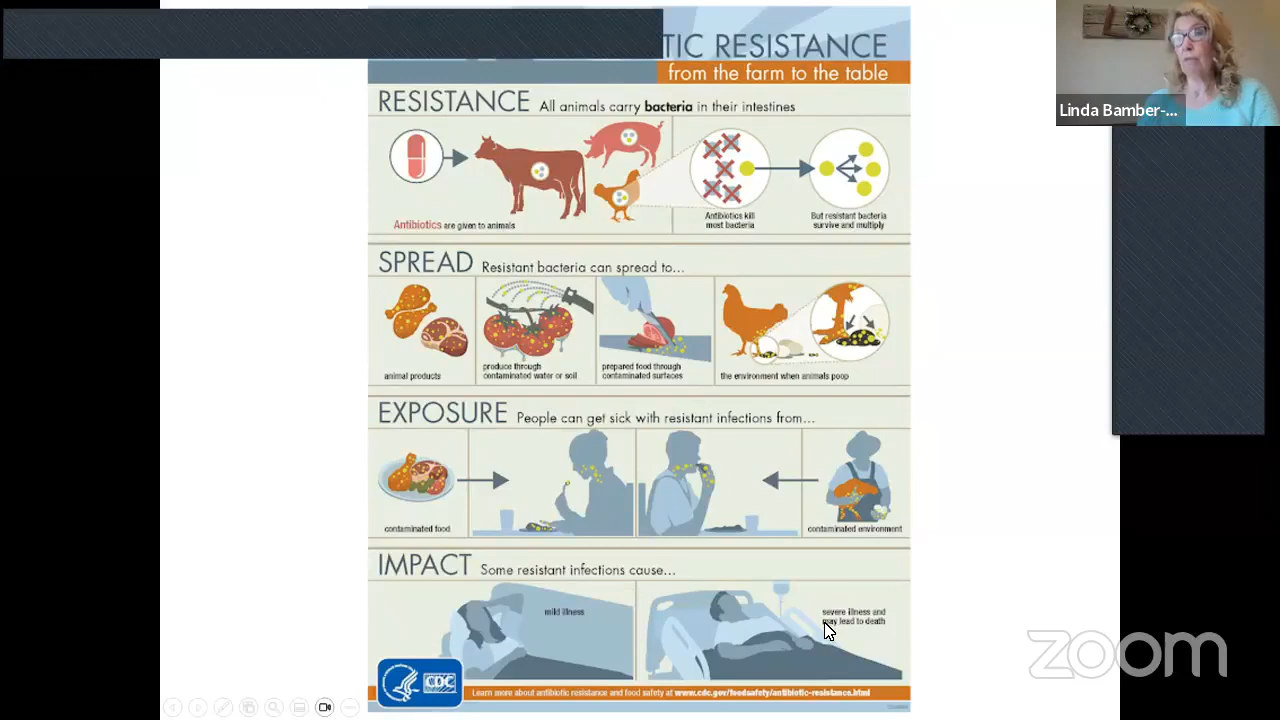 TIC RESISTANCE
from the farm to the table
Linda Bamber-...
RESISTANCE All animals carry bacteria in their intestines
Antibiotics are given to animals
Antibiotics kill
most bacteria
But resistant bacteria
survive and multiply
SPREAD Resistant bacteria can spread to...
animal products
produce through
contaminated water or soil
prepared food through
contaminated surfaces
the environment when animals poop
EXPOSURE People can get sick with resistant infections from...
contaminated food
contaminated environment
IMPACT Some resistant infections cause...
mild illness
severe illness and
may lead to death
zoom
CDC
Learn more about antibiotic resistance and food safety at www.cdc.gov/foodsafety/antibiotic-resistance.html